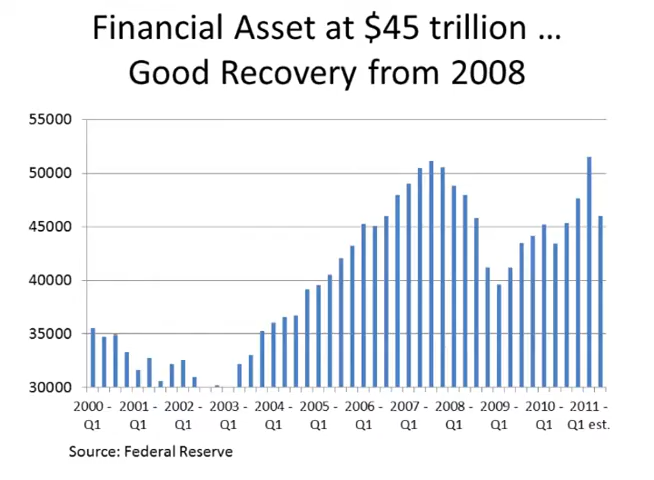 Financial Asset at $45 trillion …
Good Recovery from 2008
55000
50000
45000
40000
35000
30000
2000 - 2001 - 2002 - 2003 - 2004 - 2005 - 2006 - 2007 - 2008 - 2009 - 2010 - 2011 -
Q1 Q1 Q1 Q1 Q1 Q1 Q1 Q1 Q1 Q1 Q1 Q1 est.
Source: Federal Reserve